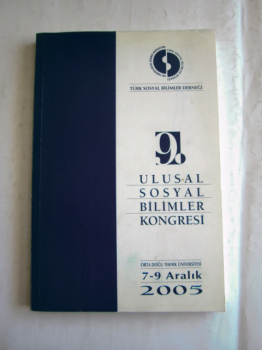 TÜRK SOSYAL BİLİMLER DERNEĞİ
9.
ULUSAL
SOSYAL
BİLİMLER
KONGRESİ
ORTA DOĞU TEKNİK ÜNİVERSİTESİ
7-9 Aralık
2005